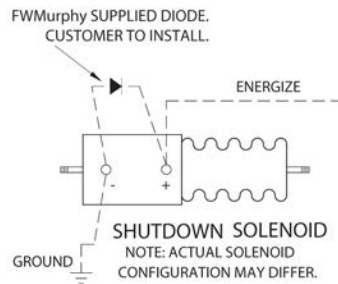 FWMurphy SUPPLIED DIODE.
CUSTOMER TO INSTALL.
ENERGIZE
- +
SHUTDOWN SOLENOID
NOTE: ACTUAL SOLENOID
GROUND
CONFIGURATION MAY DIFFER.